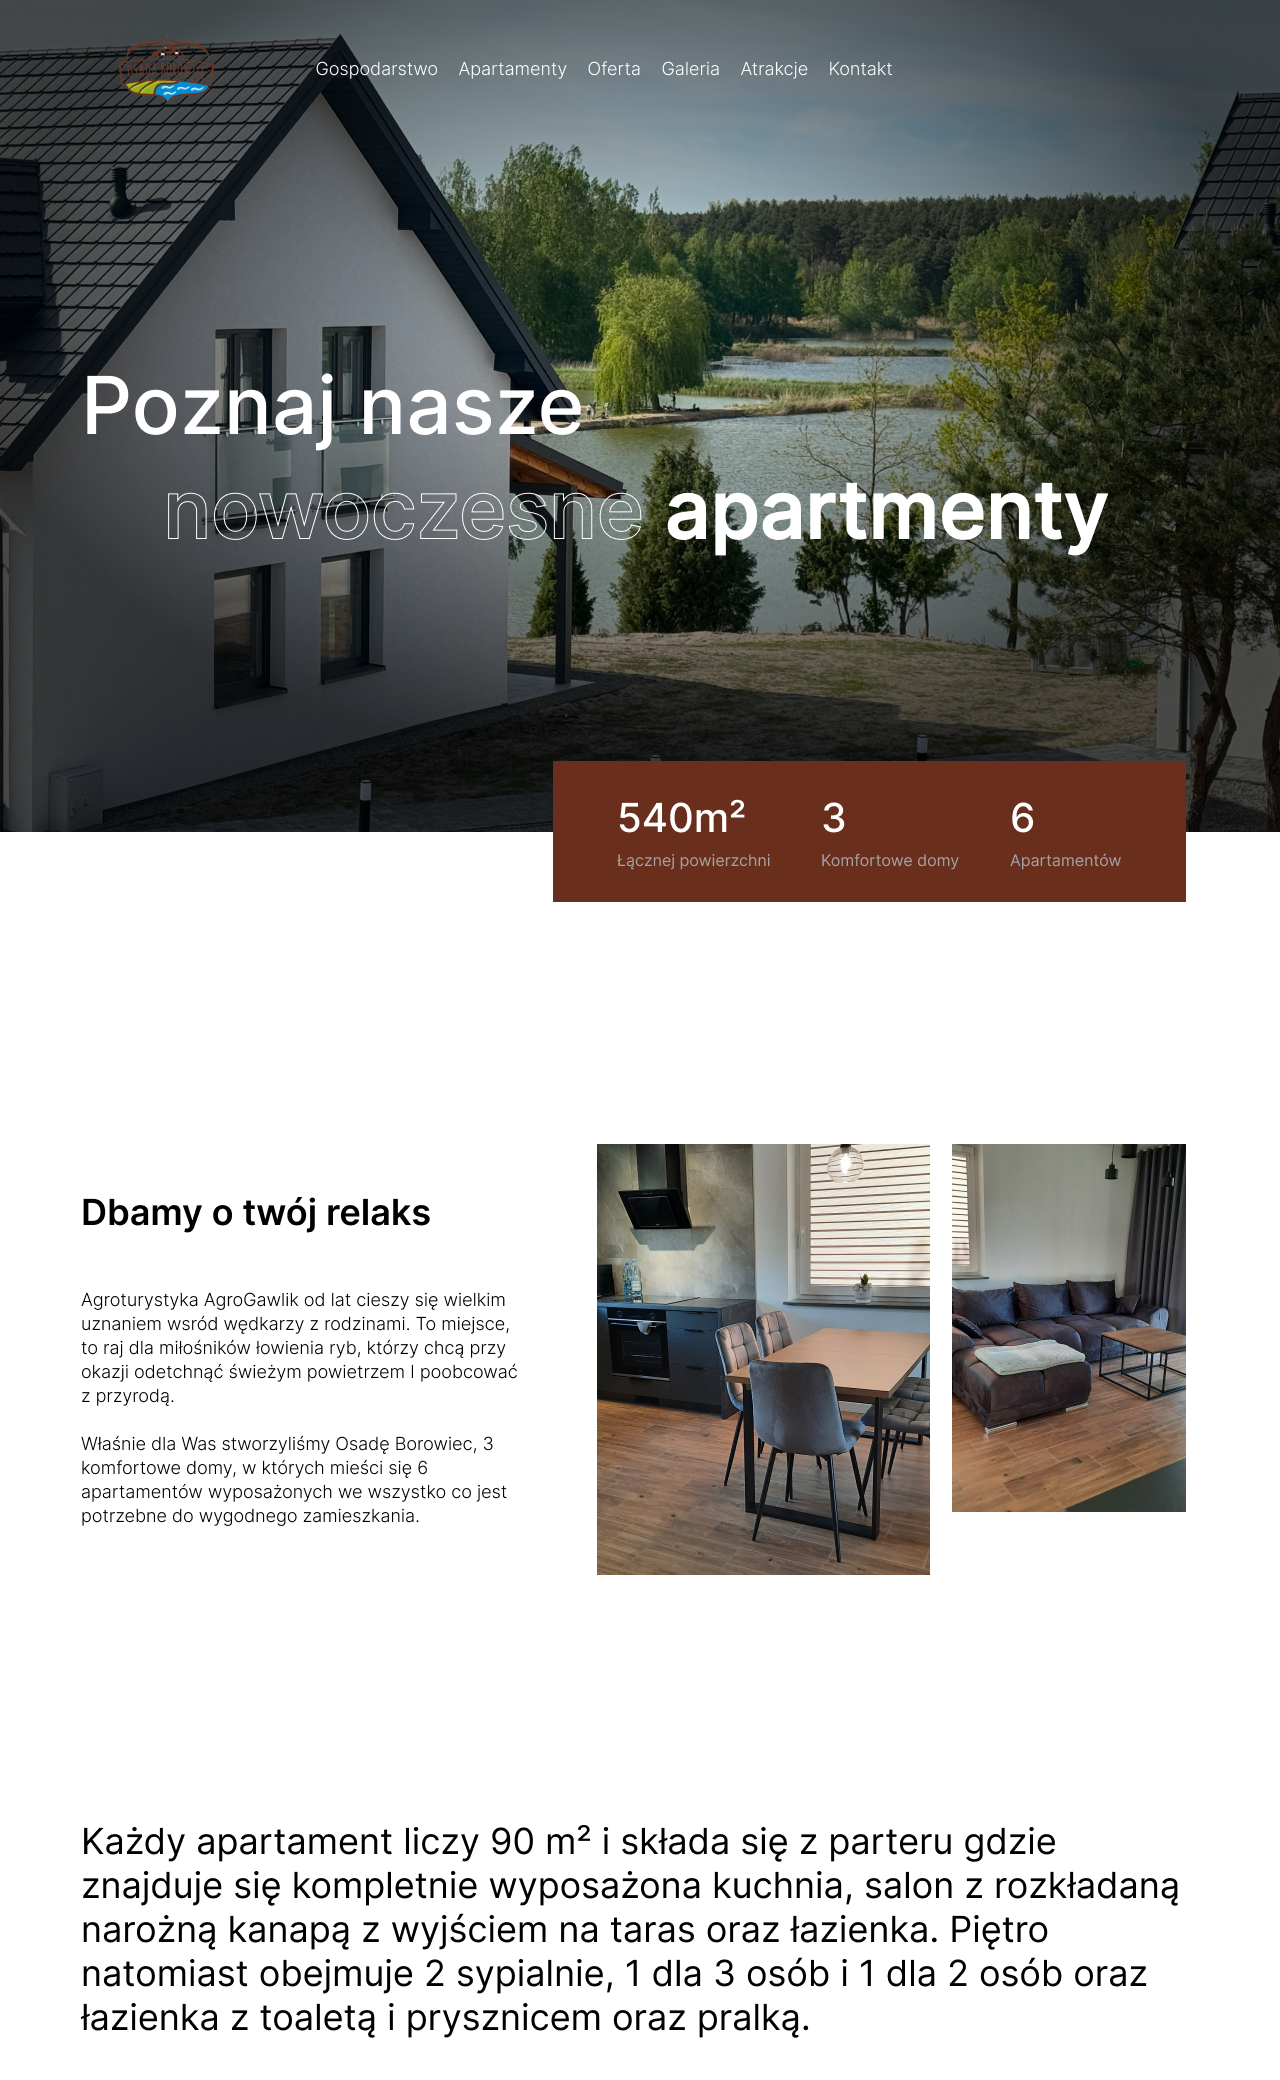 Gospodarstwo Apartamenty Oferta Galeria Atrakcje Kontakt
Poznaj nasze
nowoczesne apartmenty
540m² 3 6
Łącznej powierzchni Komfortowe domy Apartamentów
Dbamy o twój relaks
Agroturystyka AgroGawlik od lat cieszy się wielkim
uznaniem wsród wędkarzy z rodzinami. To miejsce,
to raj dla miłośników łowienia ryb, którzy chcą przy
okazji odetchnąć świeżym powietrzem I poobcować
z przyrodą.
Właśnie dla Was stworzyliśmy Osadę Borowiec, 3
komfortowe domy, w których mieści się 6
apartamentów wyposażonych we wszystko co jest
potrzebne do wygodnego zamieszkania.
Każdy apartament liczy 90 m² i składa się z parteru gdzie
znajduje się kompletnie wyposażona kuchnia, salon z rozkładaną
narożną kanapą z wyjściem na taras oraz łazienka. Piętro
natomiast obejmuje 2 sypialnie, 1 dla 3 osób i 1 dla 2 osób oraz
łazienka z toaletą i prysznicem oraz pralką.